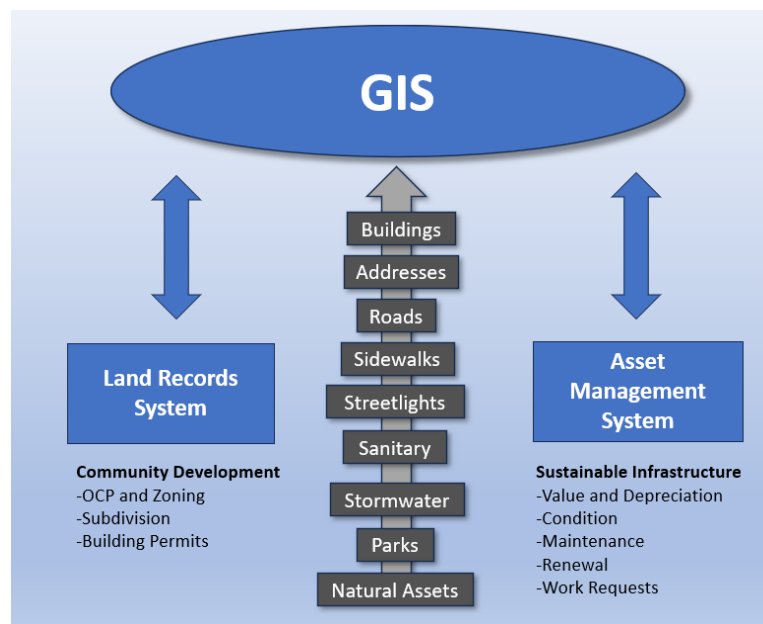 GIS
Buildings
Addresses
Roads
Sidewalks
Streetlights
Sanitary
Stormwater
Parks
Natural Assets
Land Records
System
Community Development
-OCP and Zoning
-Subdivision
-Building Permits
Asset
Management
System
Sustainable Infrastructure
-Value and Depreciation
-Condition
-Maintenance
-Renewal
-Work Requests